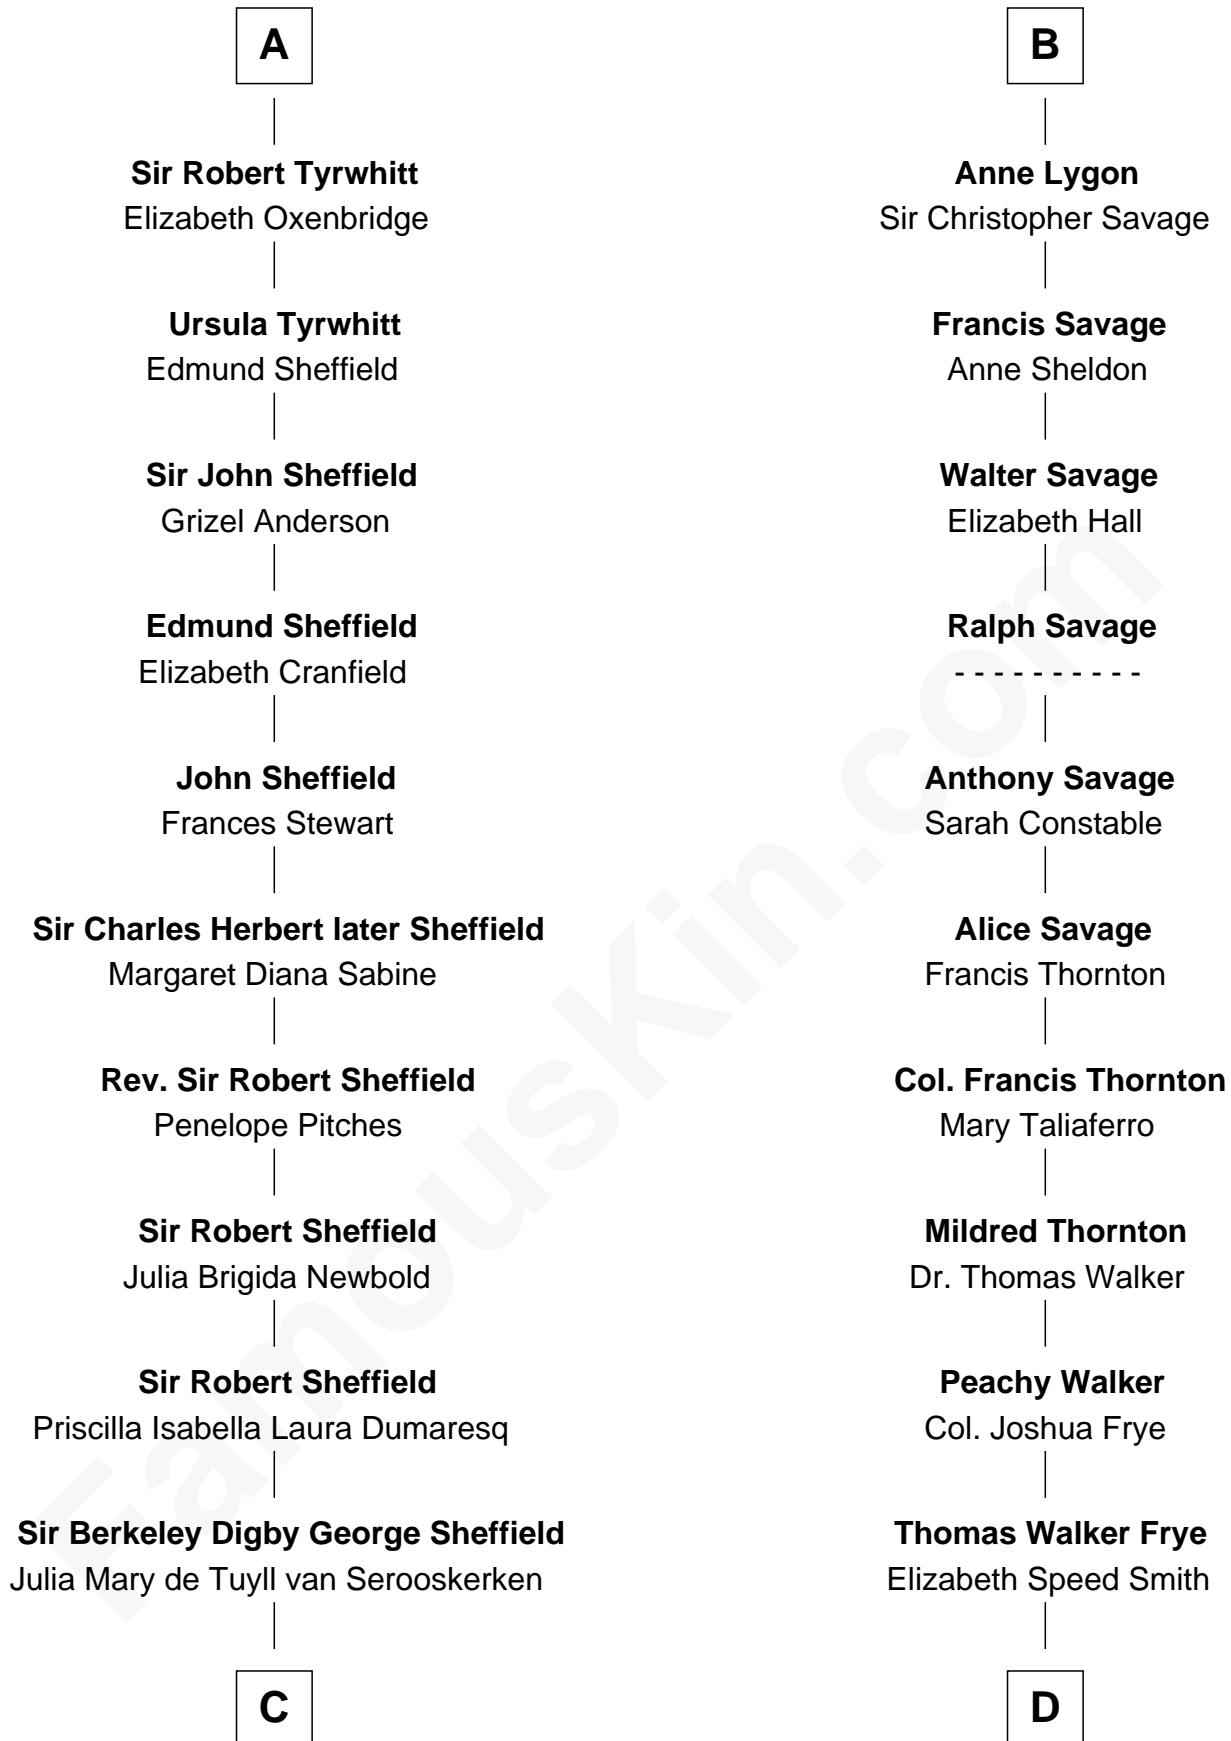 A
Sir Robert Tyrwhitt
Elizabeth Oxenbridge
Ursula Tyrwhitt
Edmund Sheffield
Sir John Sheffield
Grizel Anderson
Edmund Sheffield
Elizabeth Cranfield
John Sheffield
Frances Stewart
Sir Charles Herbert later Sheffield
Margaret Diana Sabine
Rev. Sir Robert Sheffield
Penelope Pitches
Sir Robert Sheffield
Julia Brigida Newbold
Sir Robert Sheffield
Priscilla Isabella Laura Dumaresq
Sir Berkeley Digby George Sheffield
Julia Mary de Tuyll van Serooskerken
C
B
Anne Lygon
Sir Christopher Savage
Francis Savage
Anne Sheldon
Walter Savage
Elizabeth Hall
Ralph Savage
- - - - - - - - - -
Anthony Savage
Sarah Constable
Alice Savage
Francis Thornton
Col. Francis Thornton
Mary Taliaferro
Mildred Thornton
Dr. Thomas Walker
Peachy Walker
Col. Joshua Frye
Thomas Walker Frye
Elizabeth Speed Smith
D
FamousKin.com